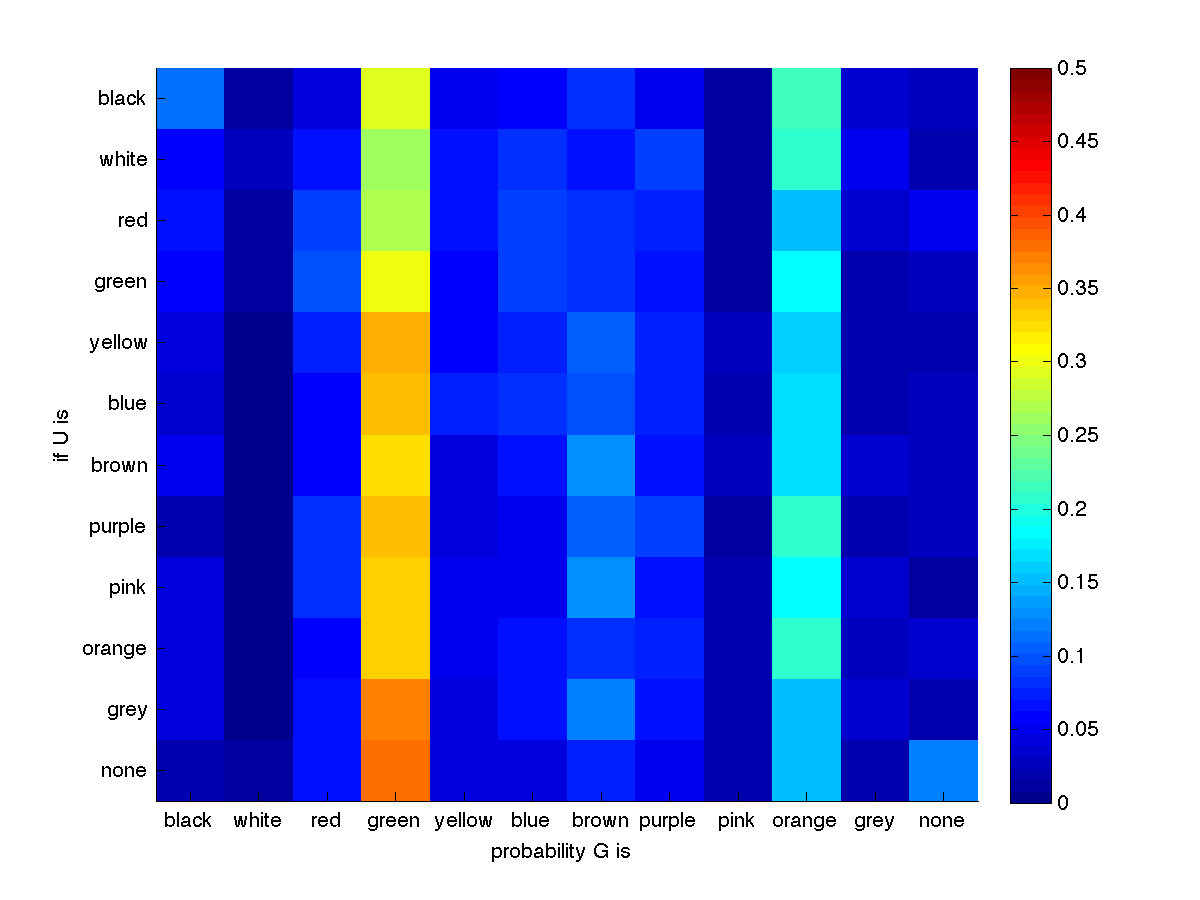 black
white
red
green
yellow
blue
brown
purple
pink
orange
grey
none
if U is
black white red green yellow blue brown purple pink orange grey none
probability G is
0.5
0.45
0.4
0.35
0.3
0.25
0.2
0.15
0.1
0.05
0